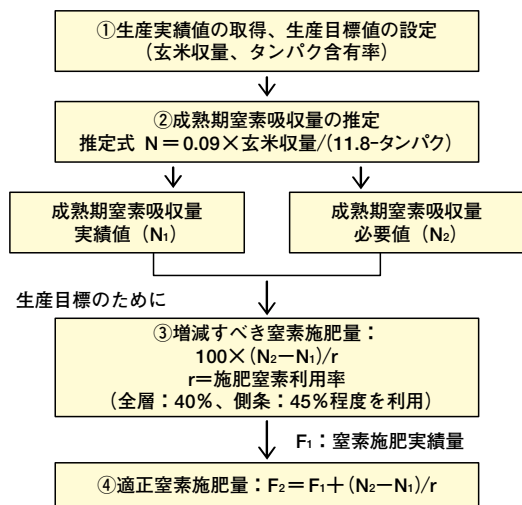 ①生産実績値の取得、生産目標値の設定
(玄米収量、タンパク含有率)
②成熟期窒素吸収量の推定
推定式 N＝0.09×玄米収量/(11.8-タンパク)
成熟期窒素吸収量
実績値（N₁）
成熟期窒素吸収量
必要値（N₂）
生産目標のために
③増減すべき窒素施肥量：
100×(N₂−N₁)/r
r＝施肥窒素利用率
(全層：40%、側条：45%程度を利用)
F₁：窒素施肥実績量
④適正窒素施肥量：F₂＝F₁＋(N₂−N₁)/r